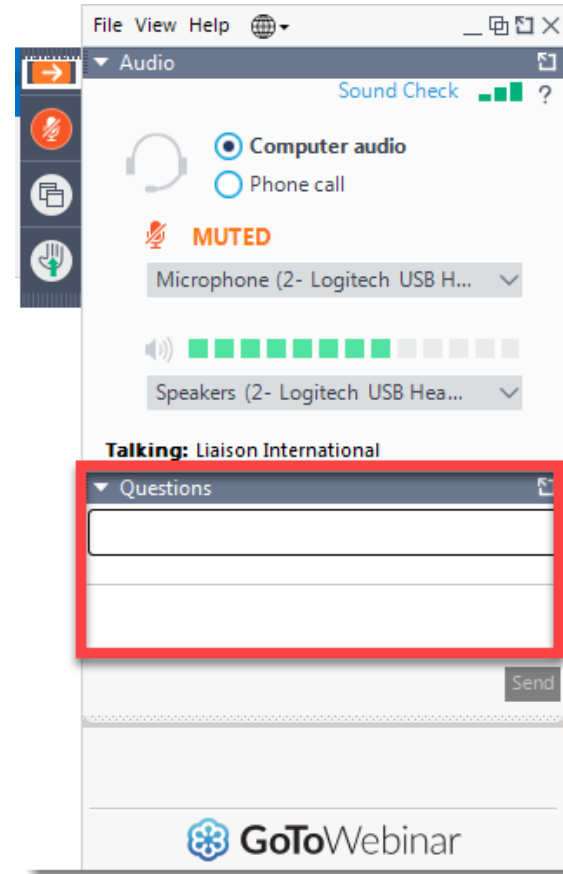 File View Help
Audio
Sound Check ?
Computer audio
Phone call
MUTED
Microphone (2- Logitech USB H...
Speakers (2- Logitech USB Hea...
Talking: Liaison International
Questions
Send
GoToWebinar